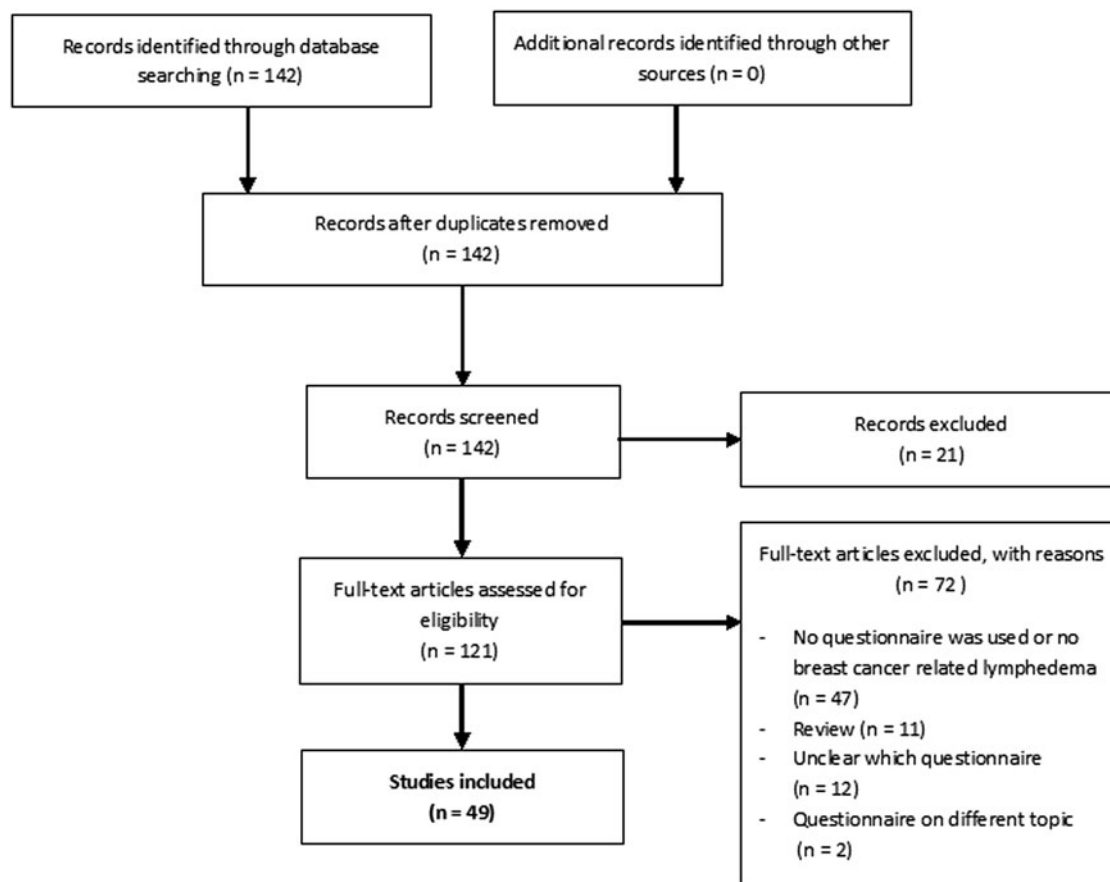 Records identified through database
searching (n = 142)
Additional records identified through other
sources (n = 0)
Records after duplicates removed
(n = 142)
Records screened
(n = 142)
Records excluded
(n = 21)
Full-text articles assessed for
eligibility
(n = 121)
Full-text articles excluded, with reasons
(n = 72 )
- No questionnaire was used or no
breast cancer related lymphedema
(n = 47)
- Review (n = 11)
- Unclear which questionnaire
(n = 12)
- Questionnaire on different topic
(n = 2)
Studies included
(n = 49)